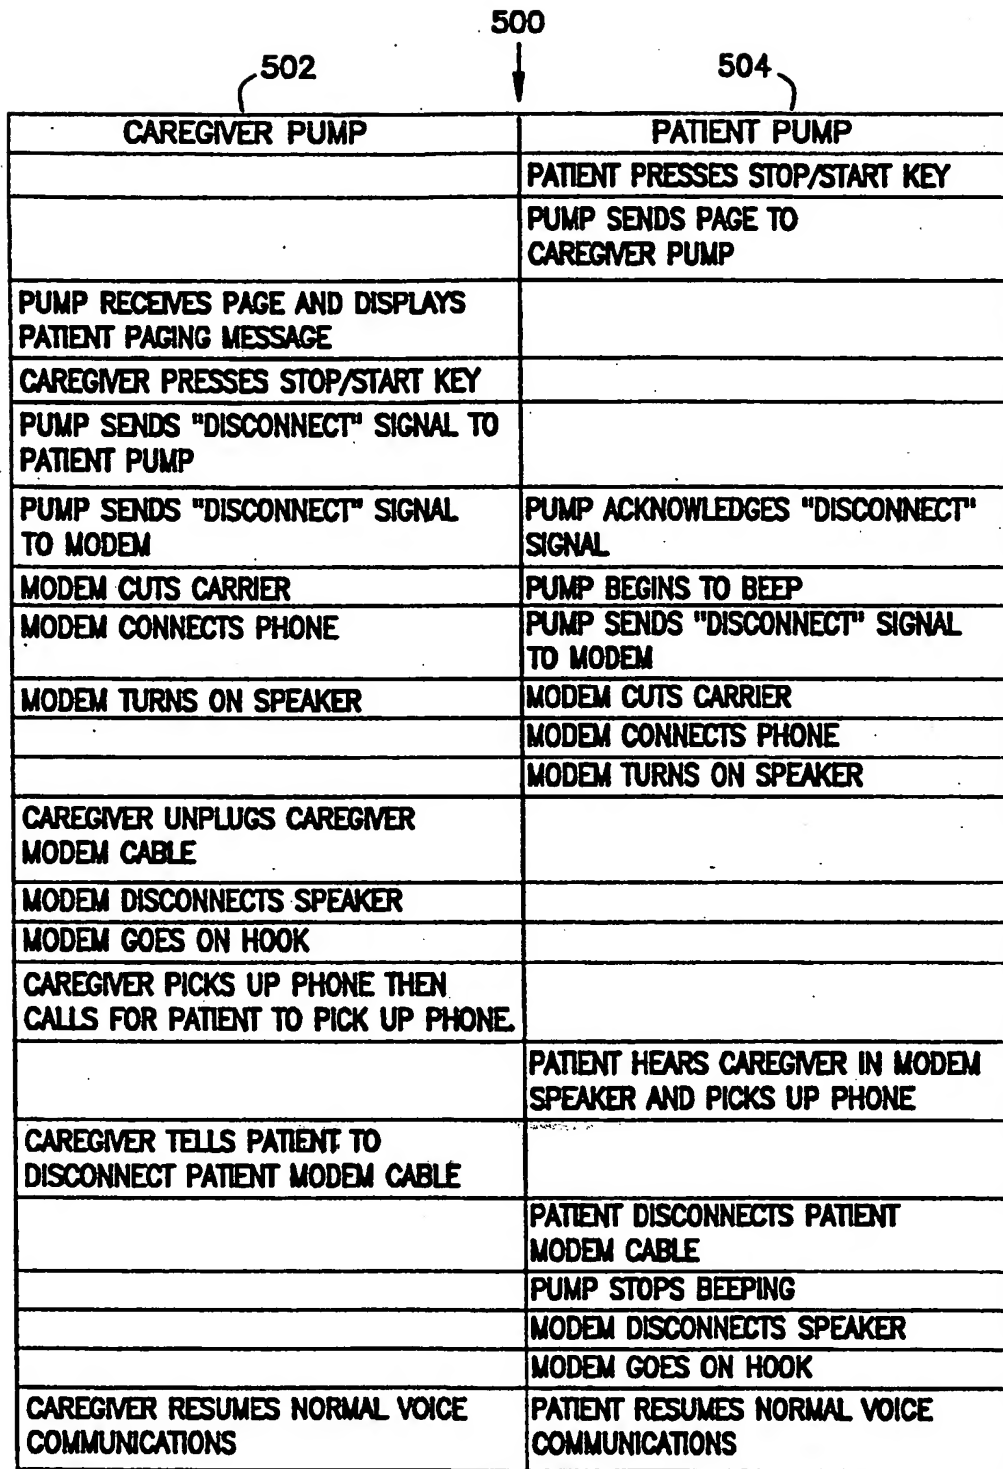 500
502
504
CAREGIVER PUMP
PATIENT PUMP
PATIENT PRESSES STOP/START KEY
PUMP SENDS PAGE TO
CAREGIVER PUMP
PUMP RECEIVES PAGE AND DISPLAYS
PATIENT PAGING MESSAGE
CAREGIVER PRESSES STOP/START KEY
PUMP SENDS "DISCONNECT" SIGNAL TO
PATIENT PUMP
PUMP SENDS "DISCONNECT" SIGNAL
TO MODEM
PUMP ACKNOWLEDGES "DISCONNECT"
SIGNAL
MODEM CUTS CARRIER
PUMP BEGINS TO BEEP
MODEM CONNECTS PHONE
PUMP SENDS "DISCONNECT" SIGNAL
TO MODEM
MODEM TURNS ON SPEAKER
MODEM CUTS CARRIER
MODEM CONNECTS PHONE
MODEM TURNS ON SPEAKER
CAREGIVER UNPLUGS CAREGIVER
MODEM CABLE
MODEM DISCONNECTS SPEAKER
MODEM GOES ON HOOK
CAREGIVER PICKS UP PHONE THEN
CALLS FOR PATIENT TO PICK UP PHONE.
PATIENT HEARS CAREGIVER IN MODEM
SPEAKER AND PICKS UP PHONE
CAREGIVER TELLS PATIENT TO
DISCONNECT PATIENT MODEM CABLE
PATIENT DISCONNECTS PATIENT
MODEM CABLE
PUMP STOPS BEEPING
MODEM DISCONNECTS SPEAKER
MODEM GOES ON HOOK
CAREGIVER RESUMES NORMAL VOICE
COMMUNICATIONS
PATIENT RESUMES NORMAL VOICE
COMMUNICATIONS